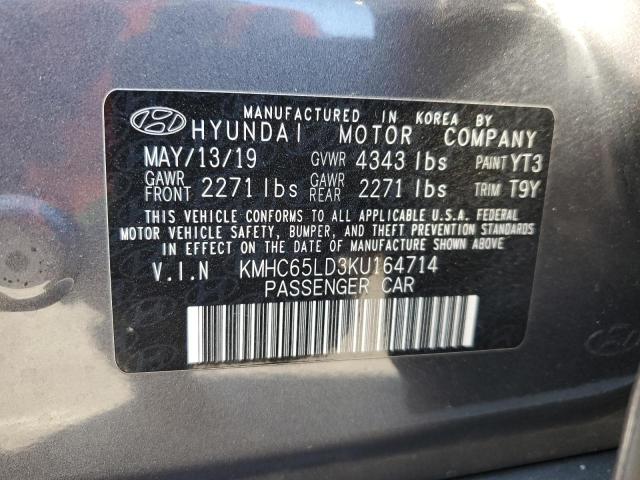 MANUFACTURED IN KOREA BY
HYUNDAI MOTOR COMPANY
MAY/13/19 GVWR 4343 lbs PAINT YT3
GAWR FRONT 2271 lbs GAWR REAR 2271 lbs TRIM T9Y
THIS VEHICLE CONFORMS TO ALL APPLICABLE U.S.A. FEDERAL
MOTOR VEHICLE SAFETY, BUMPER, AND THEFT PREVENTION STANDARDS
IN EFFECT ON THE DATE OF MANUFACTURE SHOWN ABOVE.
V.I.N KMHC65LD3KU164714
PASSENGER CAR